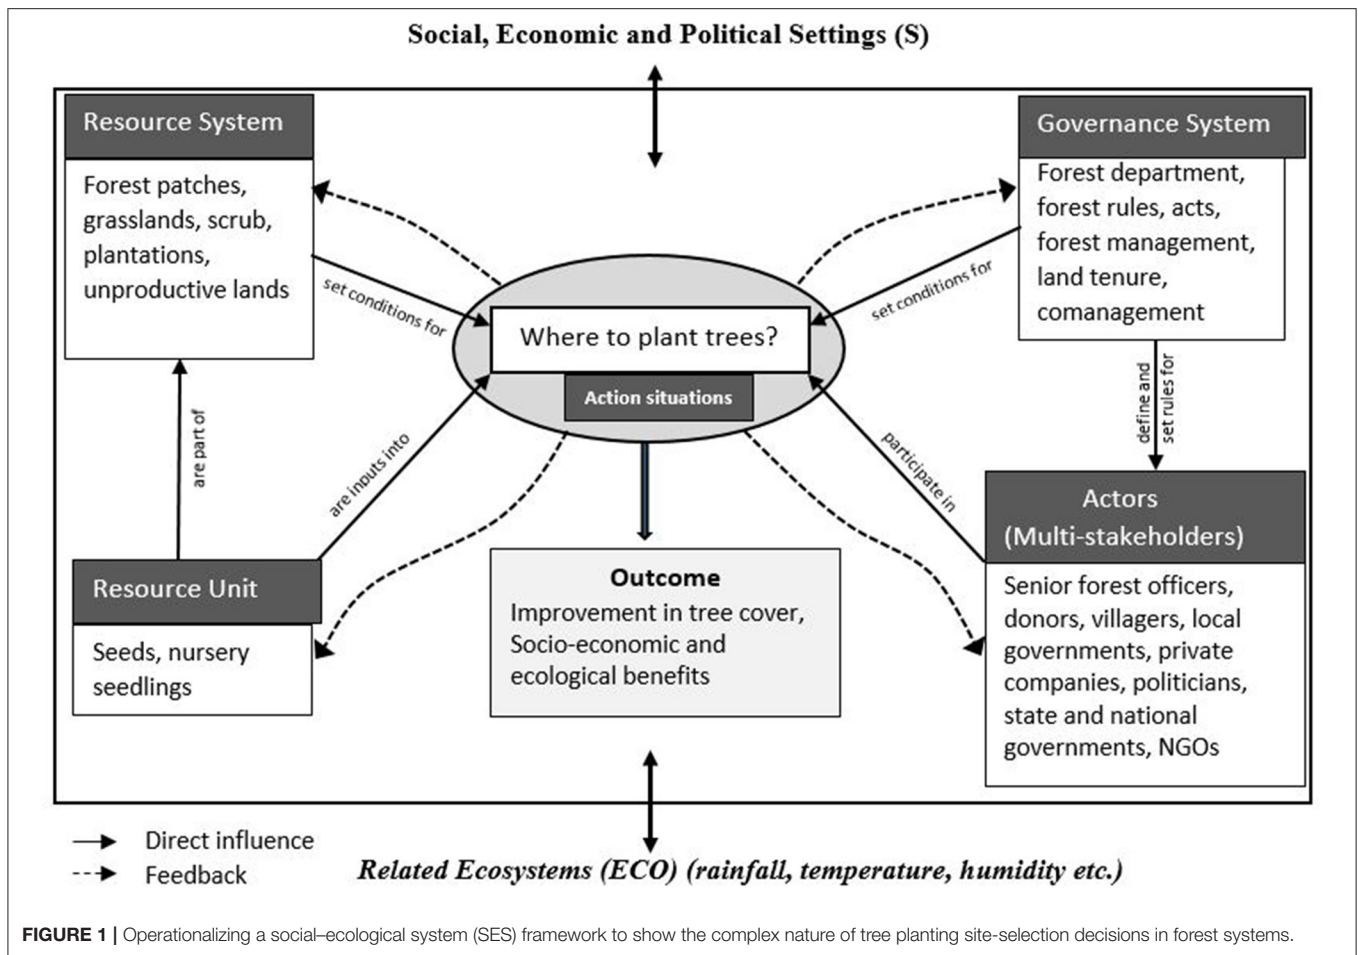 Social, Economic and Political Settings (S)
Resource System
Forest patches,
grasslands, scrub,
plantations,
unproductive lands
Governance System
Forest department,
forest rules, acts,
forest management,
land tenure,
comanagement
set conditions for
set conditions for
Where to plant trees?
Action situations
are part of
are inputs into
participate in
define and
set rules for
Resource Unit
Seeds, nursery
seedlings
Outcome
Improvement in tree cover,
Socio-economic and
ecological benefits
Actors
(Multi-stakeholders)
Senior forest officers,
donors, villagers, local
governments, private
companies, politicians,
state and national
governments, NGOs
Direct influence
Feedback
Related Ecosystems (ECO) (rainfall, temperature, humidity etc.)
FIGURE 1 | Operationalizing a social–ecological system (SES) framework to show the complex nature of tree planting site-selection decisions in forest systems.